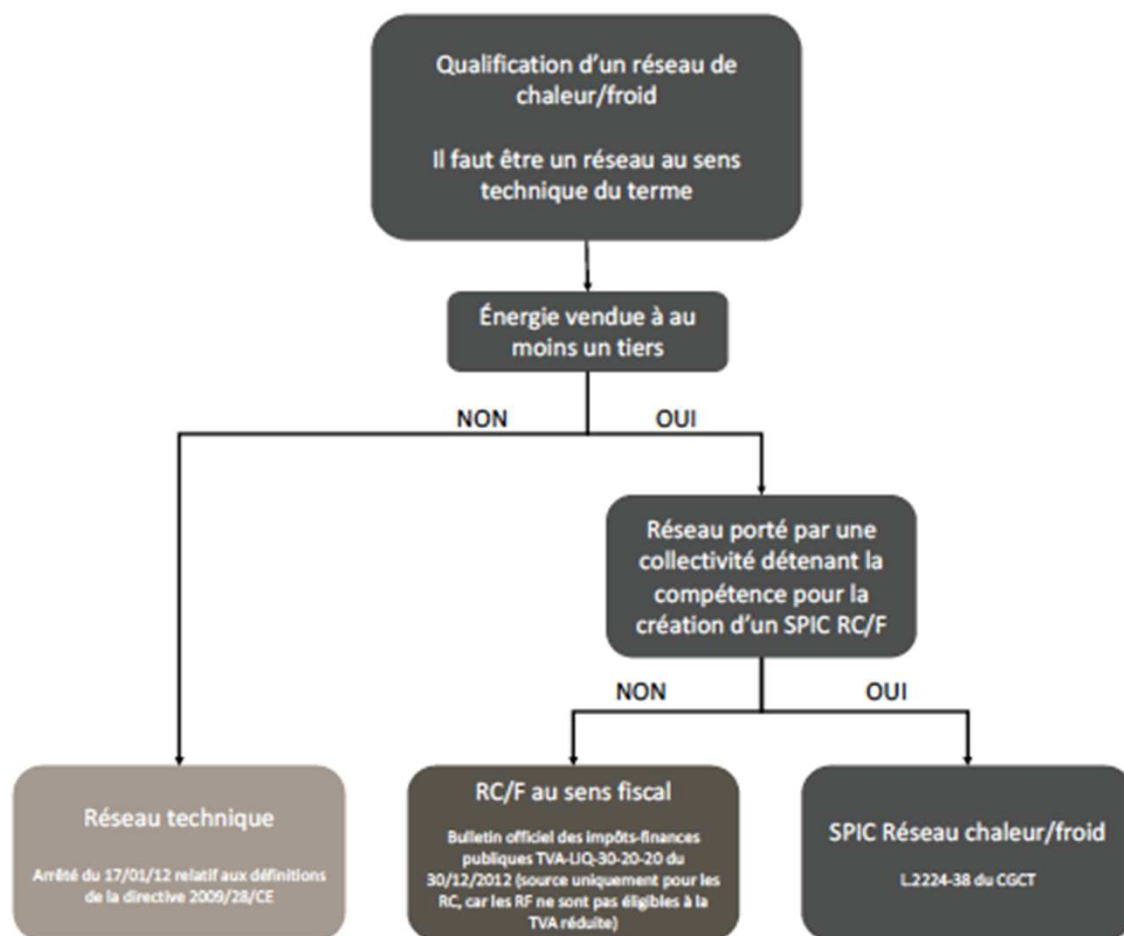 Qualification d'un réseau de
chaleur/froid
Il faut être un réseau au sens
technique du terme
Énergie vendue à au
moins un tiers
NON
OUI
Réseau porté par une
collectivité détenant la
compétence pour la
création d'un SPIC RC/F
NON
OUI
Réseau technique
Arrêté du 17/01/12 relatif aux définitions
de la directive 2009/28/CE
RC/F au sens fiscal
Bulletin officiel des impôts-finances
publiques TVA-LIQ-30-20-20 du
30/12/2012 (source uniquement pour les
RC, car les RF ne sont pas éligibles à la
TVA réduite)
SPIC Réseau chaleur/froid
L.2224-38 du CGCT